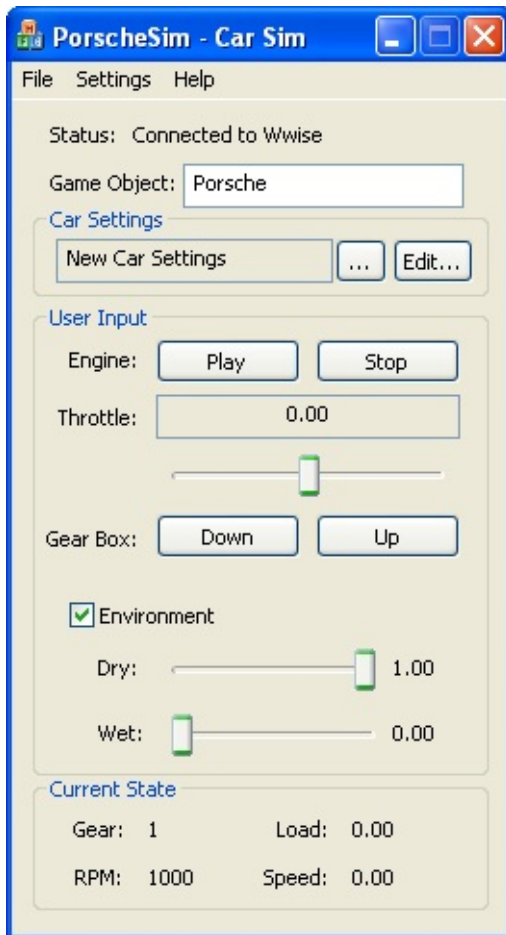 PorscheSim - Car Sim
File Settings Help
Status: Connected to Wwise
Game Object: Porsche
Car Settings
New Car Settings ... Edit...
User Input
Engine: Play Stop
Throttle: 0.00
Gear Box: Down Up
Environment
Dry: 1.00
Wet: 0.00
Current State
Gear: 1 Load: 0.00
RPM: 1000 Speed: 0.00